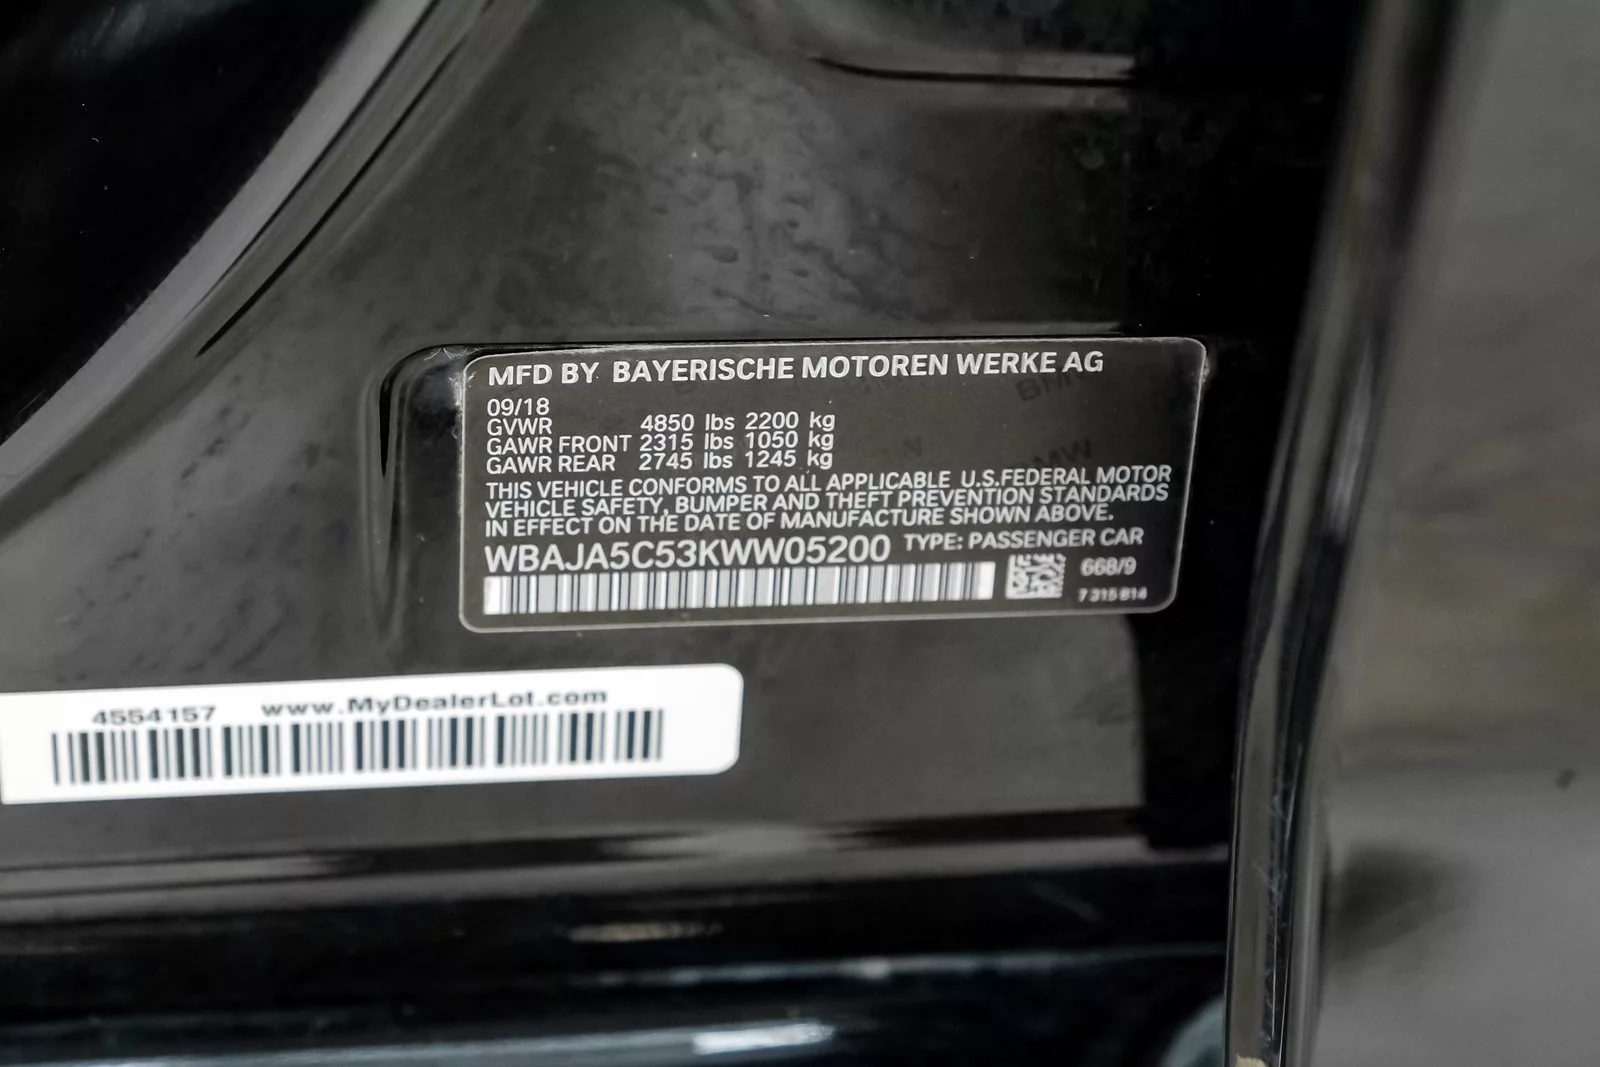 MFD BY BAYERISCHE MOTOREN WERKE AG
09/18
GVWR 4850 lbs 2200 kg
GAWR FRONT 2315 lbs 1050 kg
GAWR REAR 2745 lbs 1245 kg
THIS VEHICLE CONFORMS TO ALL APPLICABLE U.S.FEDERAL MOTOR
VEHICLE SAFETY, BUMPER AND THEFT PREVENTION STANDARDS
IN EFFECT ON THE DATE OF MANUFACTURE SHOWN ABOVE.
WBAJA5C53KWW05200 TYPE: PASSENGER CAR
668/9
7 315 614
BMW
BMW
4554157 www.MyDealerLot.com